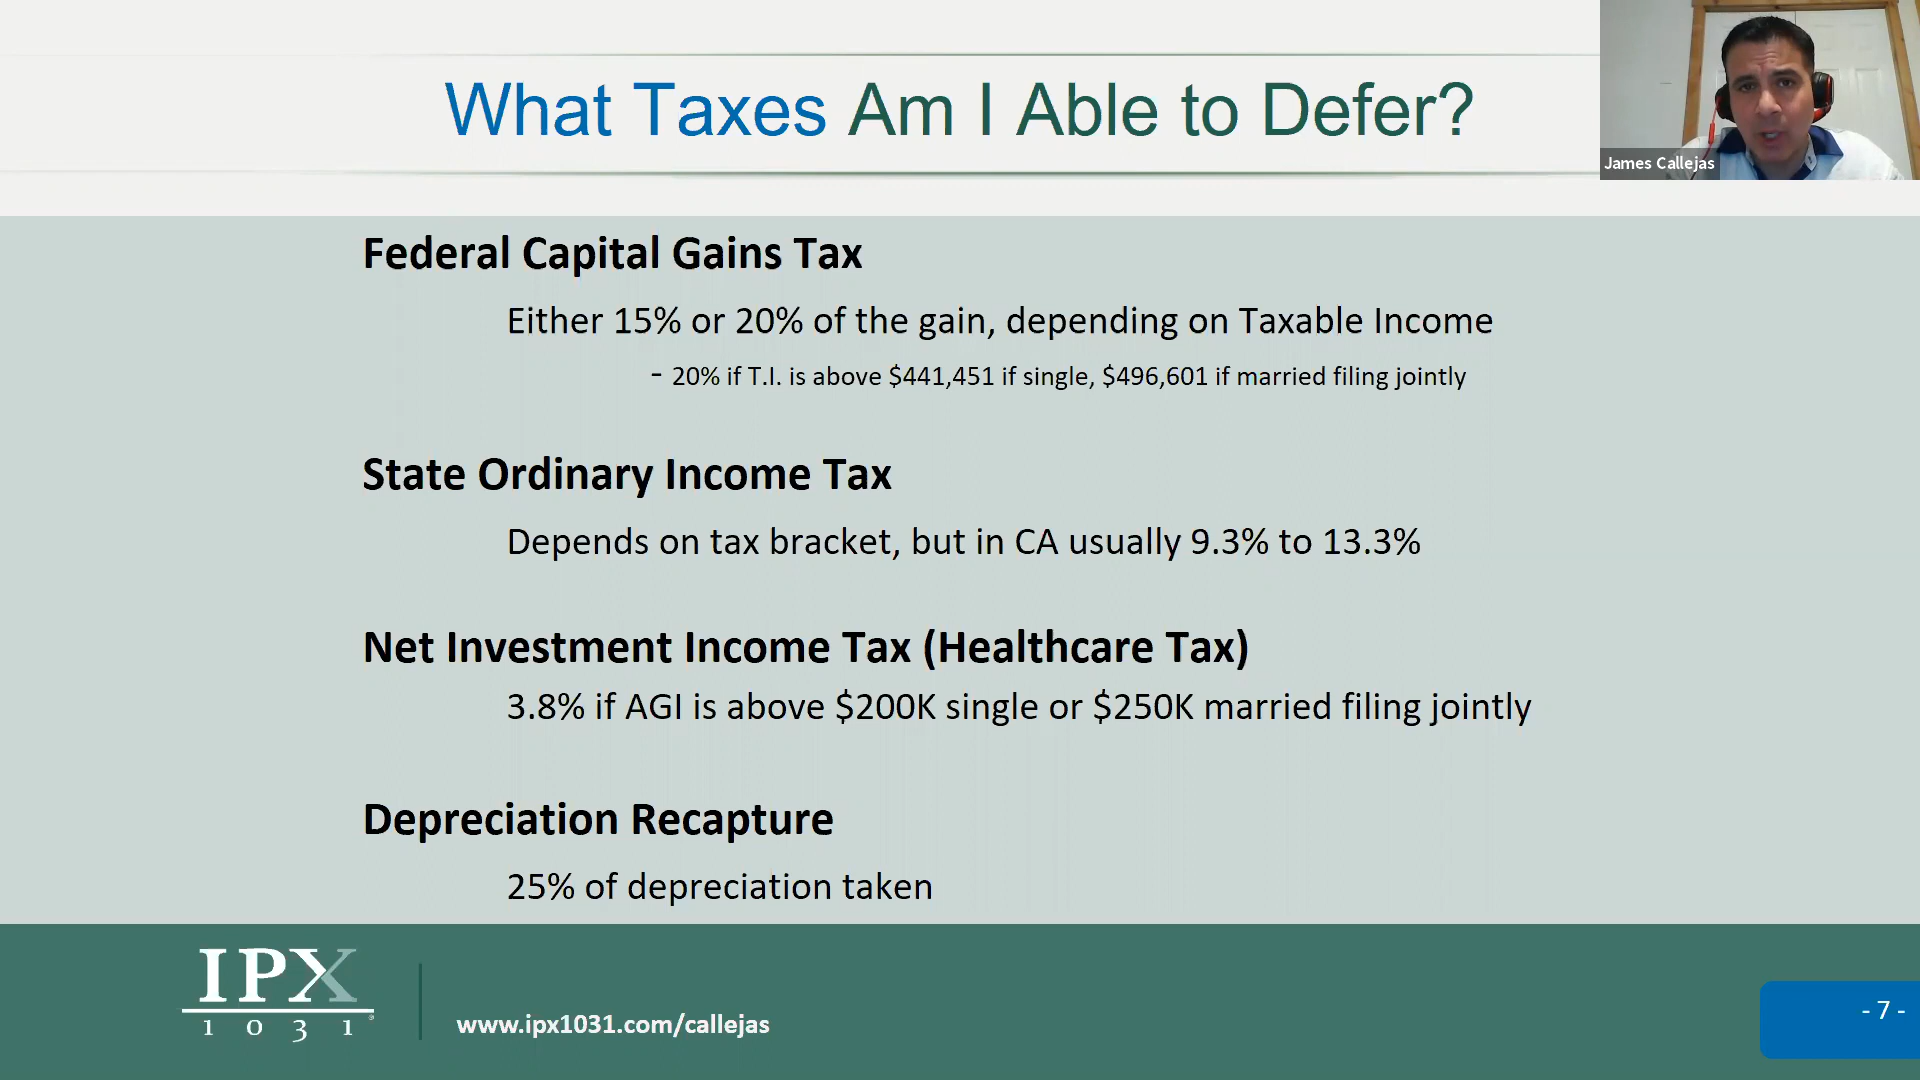 What Taxes Am I Able to Defer?
James Callejas
Federal Capital Gains Tax
Either 15% or 20% of the gain, depending on Taxable Income
- 20% if T.I. is above $441,451 if single, $496,601 if married filing jointly
State Ordinary Income Tax
Depends on tax bracket, but in CA usually 9.3% to 13.3%
Net Investment Income Tax (Healthcare Tax)
3.8% if AGI is above $200K single or $250K married filing jointly
Depreciation Recapture
25% of depreciation taken
IPX
1031®
www.ipx1031.com/callejas
- 7 -